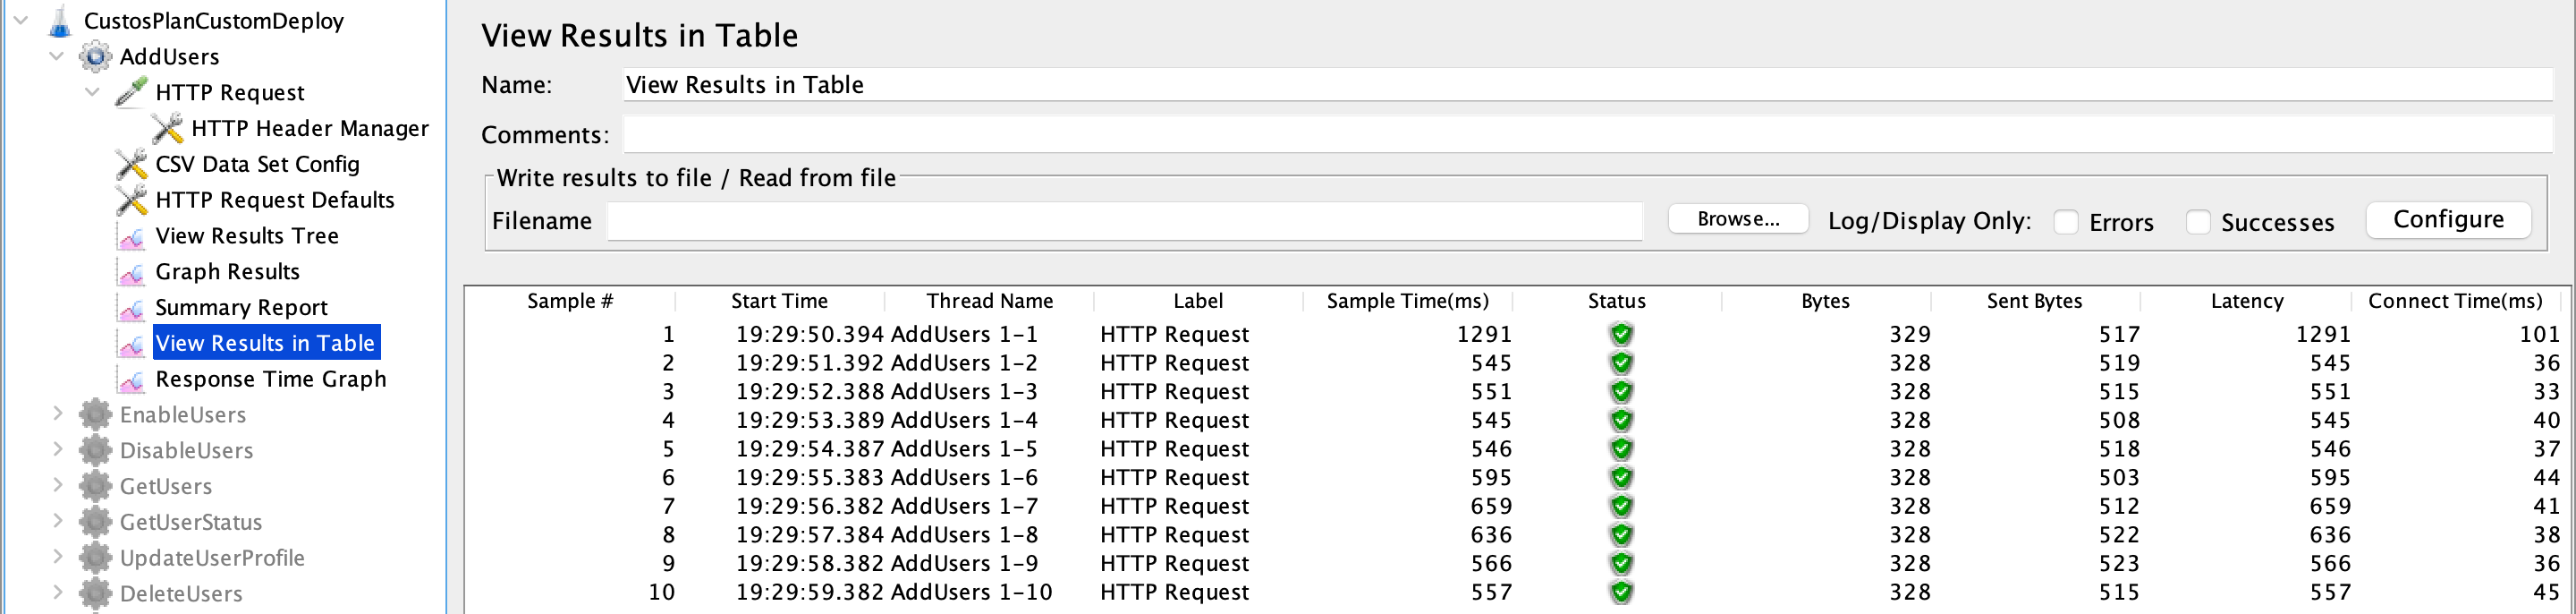 CustosPlanCustomDeploy
AddUsers
HTTP Request
HTTP Header Manager
CSV Data Set Config
HTTP Request Defaults
View Results Tree
Graph Results
Summary Report
View Results in Table
Response Time Graph
EnableUsers
DisableUsers
GetUsers
GetUserStatus
UpdateUserProfile
DeleteUsers
View Results in Table
Name: View Results in Table
Comments:
Write results to file / Read from file
Filename Browse... Log/Display Only: Errors Successes Configure
Sample # Start Time Thread Name Label Sample Time(ms) Status Bytes Sent Bytes Latency Connect Time(ms)
1 19:29:50.394 AddUsers 1-1 HTTP Request 1291 329 517 1291 101
2 19:29:51.392 AddUsers 1-2 HTTP Request 545 328 519 545 36
3 19:29:52.388 AddUsers 1-3 HTTP Request 551 328 515 551 33
4 19:29:53.389 AddUsers 1-4 HTTP Request 545 328 508 545 40
5 19:29:54.387 AddUsers 1-5 HTTP Request 546 328 518 546 37
6 19:29:55.383 AddUsers 1-6 HTTP Request 595 328 503 595 44
7 19:29:56.382 AddUsers 1-7 HTTP Request 659 328 512 659 41
8 19:29:57.384 AddUsers 1-8 HTTP Request 636 328 522 636 38
9 19:29:58.382 AddUsers 1-9 HTTP Request 566 328 523 566 36
10 19:29:59.382 AddUsers 1-10 HTTP Request 557 328 515 557 45